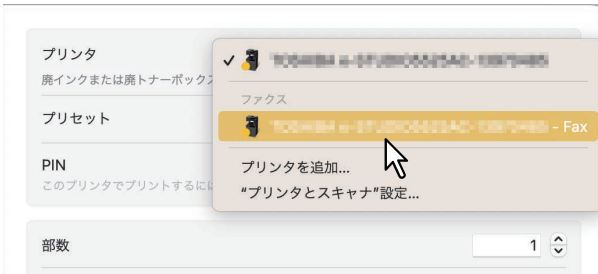 プリンタ
廃インクまたは廃トナーボックス
プリセット
PIN
このプリンタでプリントするには
部数
1
ファクス
- Fax
プリンタを追加...
“プリンタとスキャナ”設定...